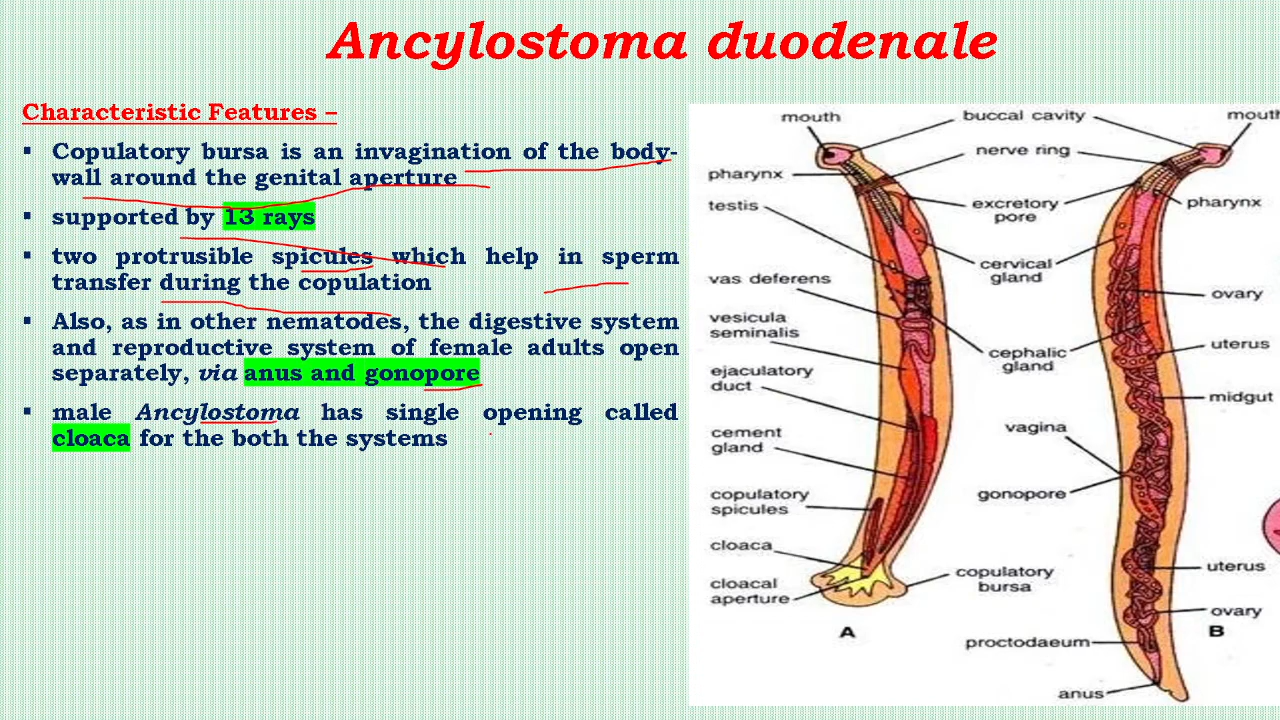 Ancylostoma duodenale
Characteristic Features –
▪ Copulatory bursa is an invagination of the body-
wall around the genital aperture
▪ supported by 13 rays
▪ two protrusible spicules which help in sperm
transfer during the copulation
▪ Also, as in other nematodes, the digestive system
and reproductive system of female adults open
separately, via anus and gonopore
▪ male Ancylostoma has single opening called
cloaca for the both the systems
mouth
pharynx
testis
vas deferens
vesicula
seminalis
ejaculatory
duct
cement
gland
copulatory
spicules
cloaca
cloacal
aperture
A
buccal cavity
nerve ring
excretory
pore
cervical
gland
cephalic
gland
vagina
gonopore
copulatory
bursa
proctodaeum
anus
mouth
pharynx
ovary
uterus
midgut
uterus
ovary
B